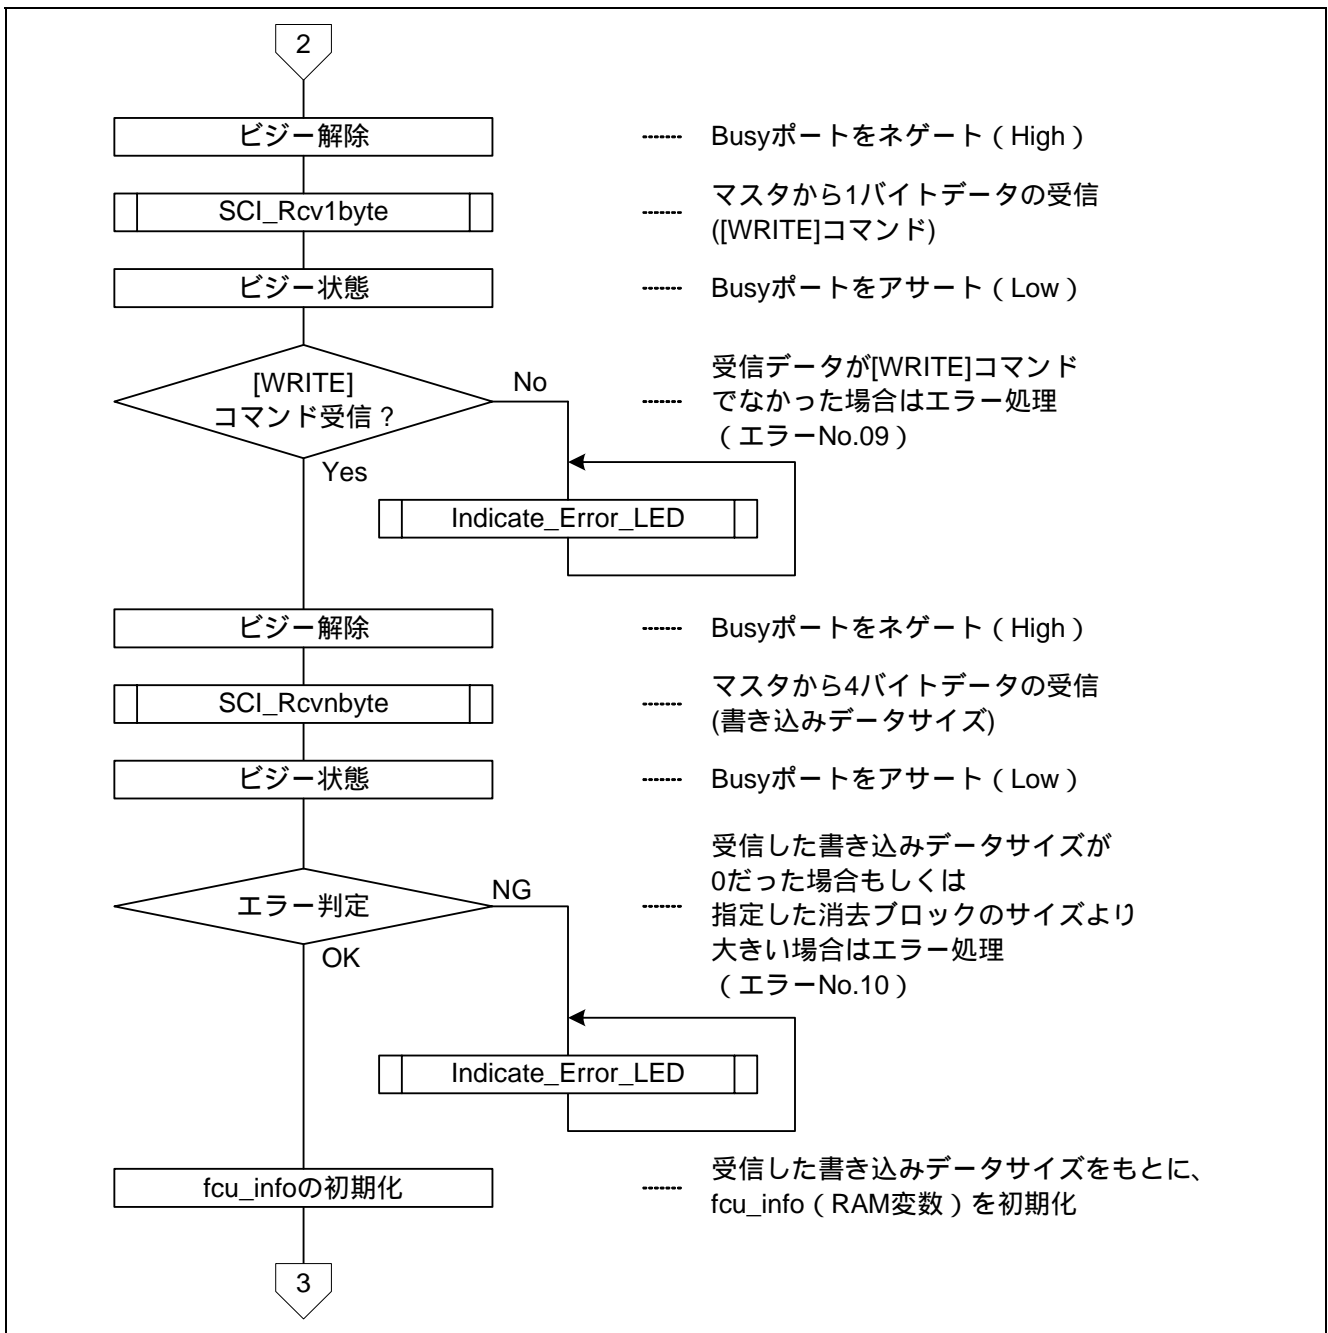 2
ビジー解除
Busyポートをネゲート（High）
SCI_Rcv1byte
マスタから1バイトデータの受信
([WRITE]コマンド)
ビジー状態
Busyポートをアサート（Low）
[WRITE]
コマンド受信？
No
Yes
受信データが[WRITE]コマンド
でなかった場合はエラー処理
（エラーNo.09）
Indicate_Error_LED
ビジー解除
Busyポートをネゲート（High）
SCI_Rcvnbyte
マスタから4バイトデータの受信
(書き込みデータサイズ)
ビジー状態
Busyポートをアサート（Low）
エラー判定
NG
OK
受信した書き込みデータサイズが
0だった場合もしくは
指定した消去ブロックのサイズより
大きい場合はエラー処理
（エラーNo.10）
Indicate_Error_LED
fcu_infoの初期化
受信した書き込みデータサイズをもとに、
fcu_info（RAM変数）を初期化
3